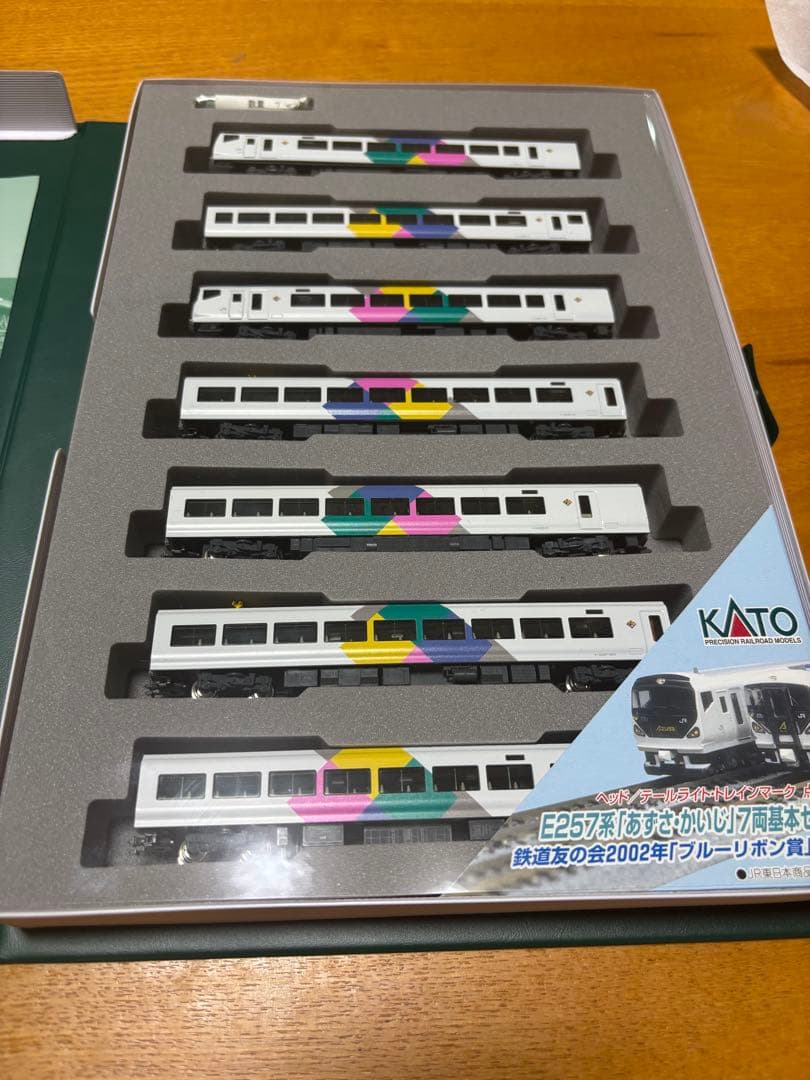 KATO
PRECISION RAILROAD MODELS
ヘッド/テールライト・トレインマーク 点
E257系「あずさ・かいじ」7両基本セ
鉄道友の会2002年「ブルーリボン賞」
●JR東日本商品